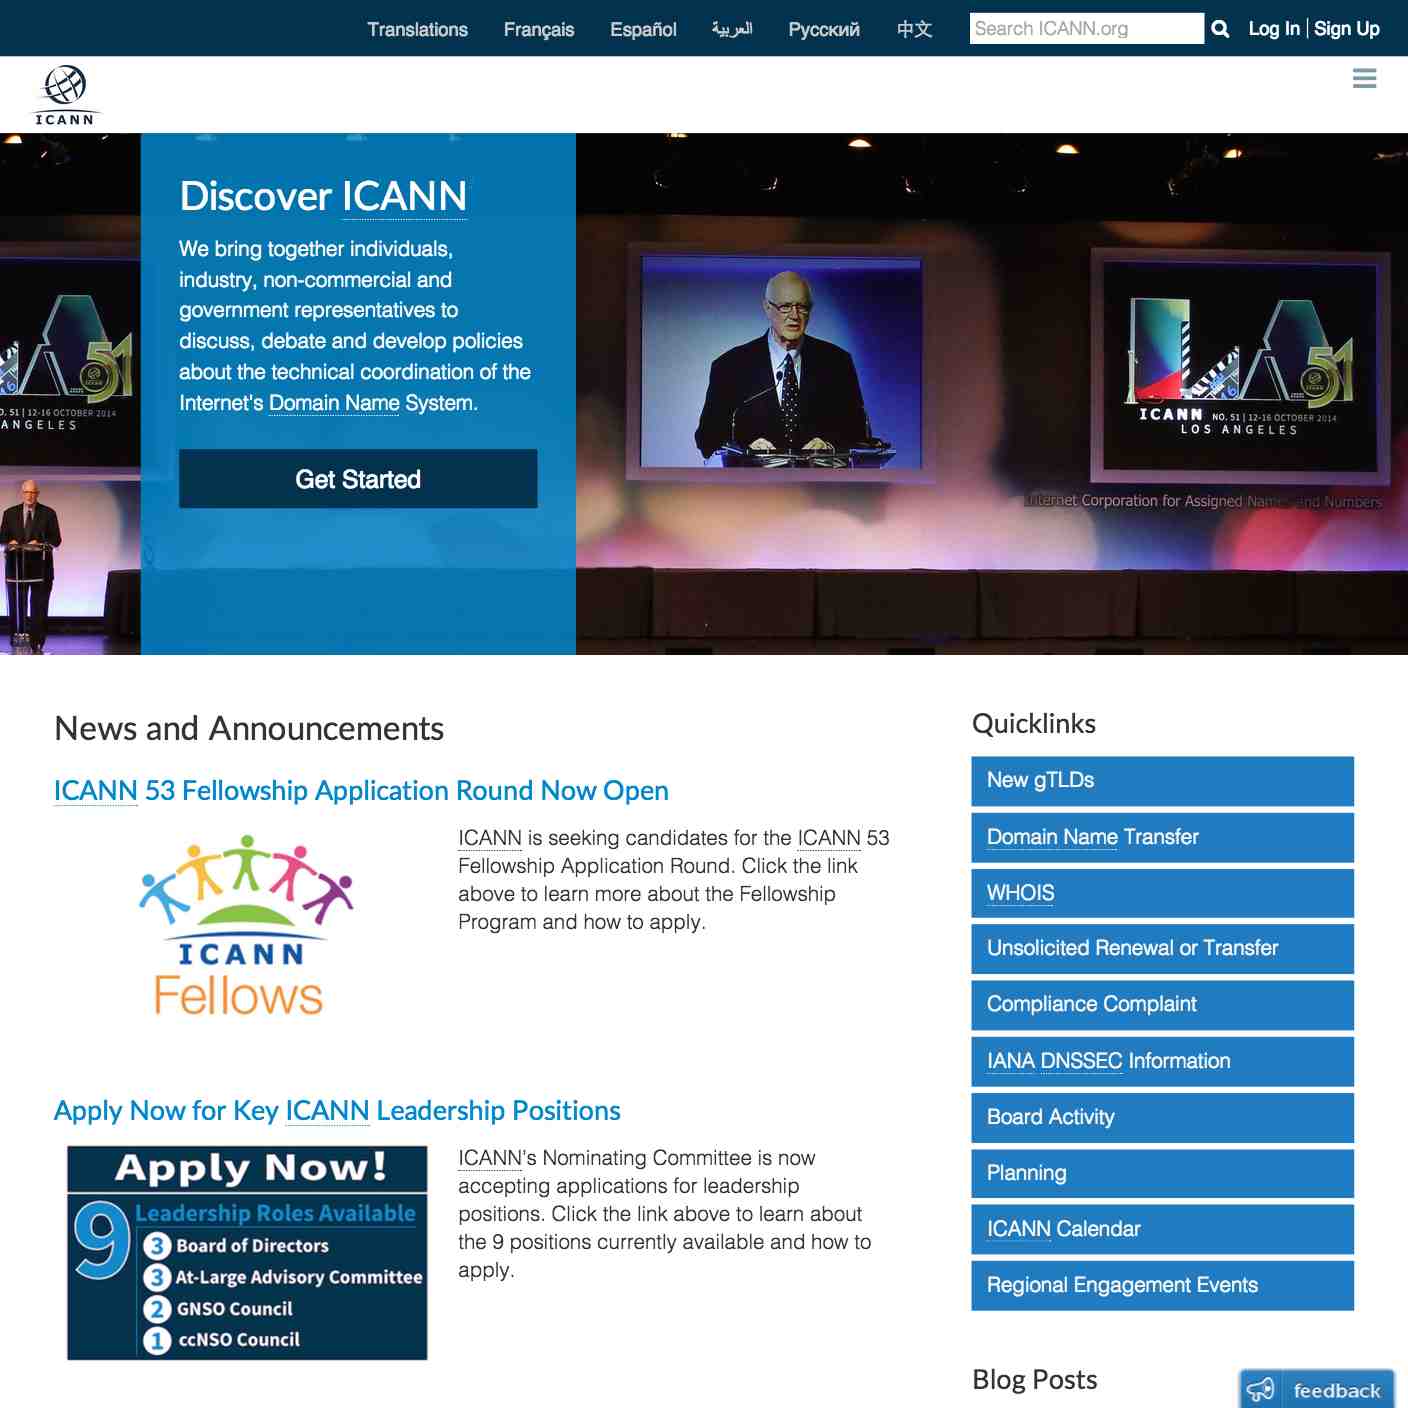 Translations Français Español العربية Русский 中文 Search ICANN.org Log In | Sign Up
ICANN
Discover ICANN
We bring together individuals,
industry, non-commercial and
government representatives to
discuss, debate and develop policies
about the technical coordination of the
Internet's Domain Name System.
Get Started
LA 51
O. 51 | 12-16 OCTOBER 2014
ANGELES
LA 51
ICANN NO. 51 | 12-16 OCTOBER 2014
LOS ANGELES
Internet Corporation for Assigned Names and Numbers
News and Announcements
ICANN 53 Fellowship Application Round Now Open
ICANN
Fellows
ICANN is seeking candidates for the ICANN 53
Fellowship Application Round. Click the link
above to learn more about the Fellowship
Program and how to apply.
Apply Now for Key ICANN Leadership Positions
Apply Now!
9 Leadership Roles Available
3 Board of Directors
3 At-Large Advisory Committee
2 GNSO Council
1 ccNSO Council
ICANN's Nominating Committee is now
accepting applications for leadership
positions. Click the link above to learn about
the 9 positions currently available and how to
apply.
Quicklinks
New gTLDs
Domain Name Transfer
WHOIS
Unsolicited Renewal or Transfer
Compliance Complaint
IANA DNSSEC Information
Board Activity
Planning
ICANN Calendar
Regional Engagement Events
Blog Posts
feedback